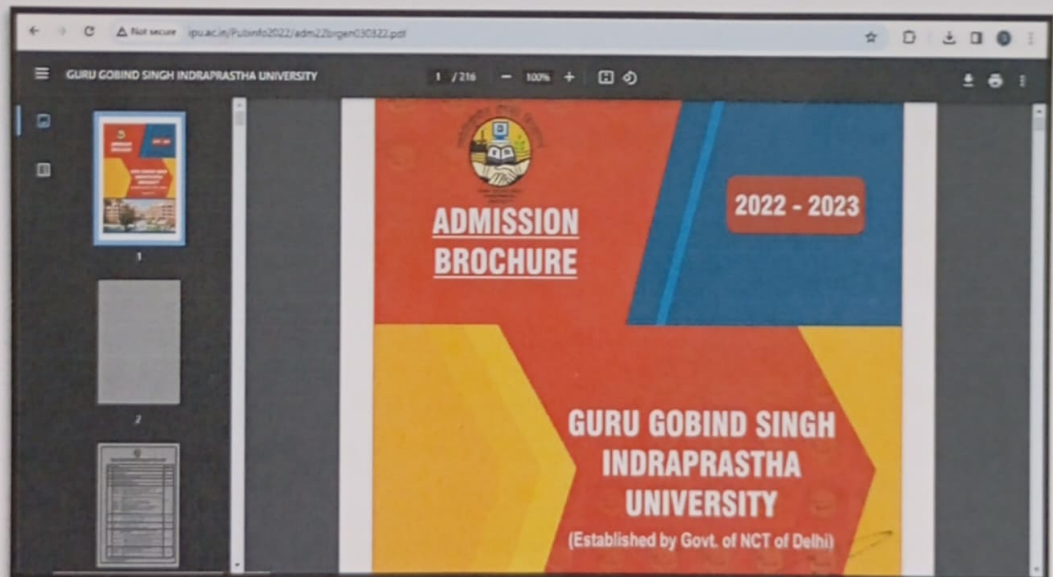 Not secure ipu.ac.in/Pubinfo2022/adm22brgen030322.pdf
GURU GOBIND SINGH INDRAPRASTHA UNIVERSITY
1 / 216
100%
ADMISSION
BROCHURE
2022 - 2023
1
2
GURU GOBIND SINGH
INDRAPRASTHA
UNIVERSITY
(Established by Govt. of NCT of Delhi)